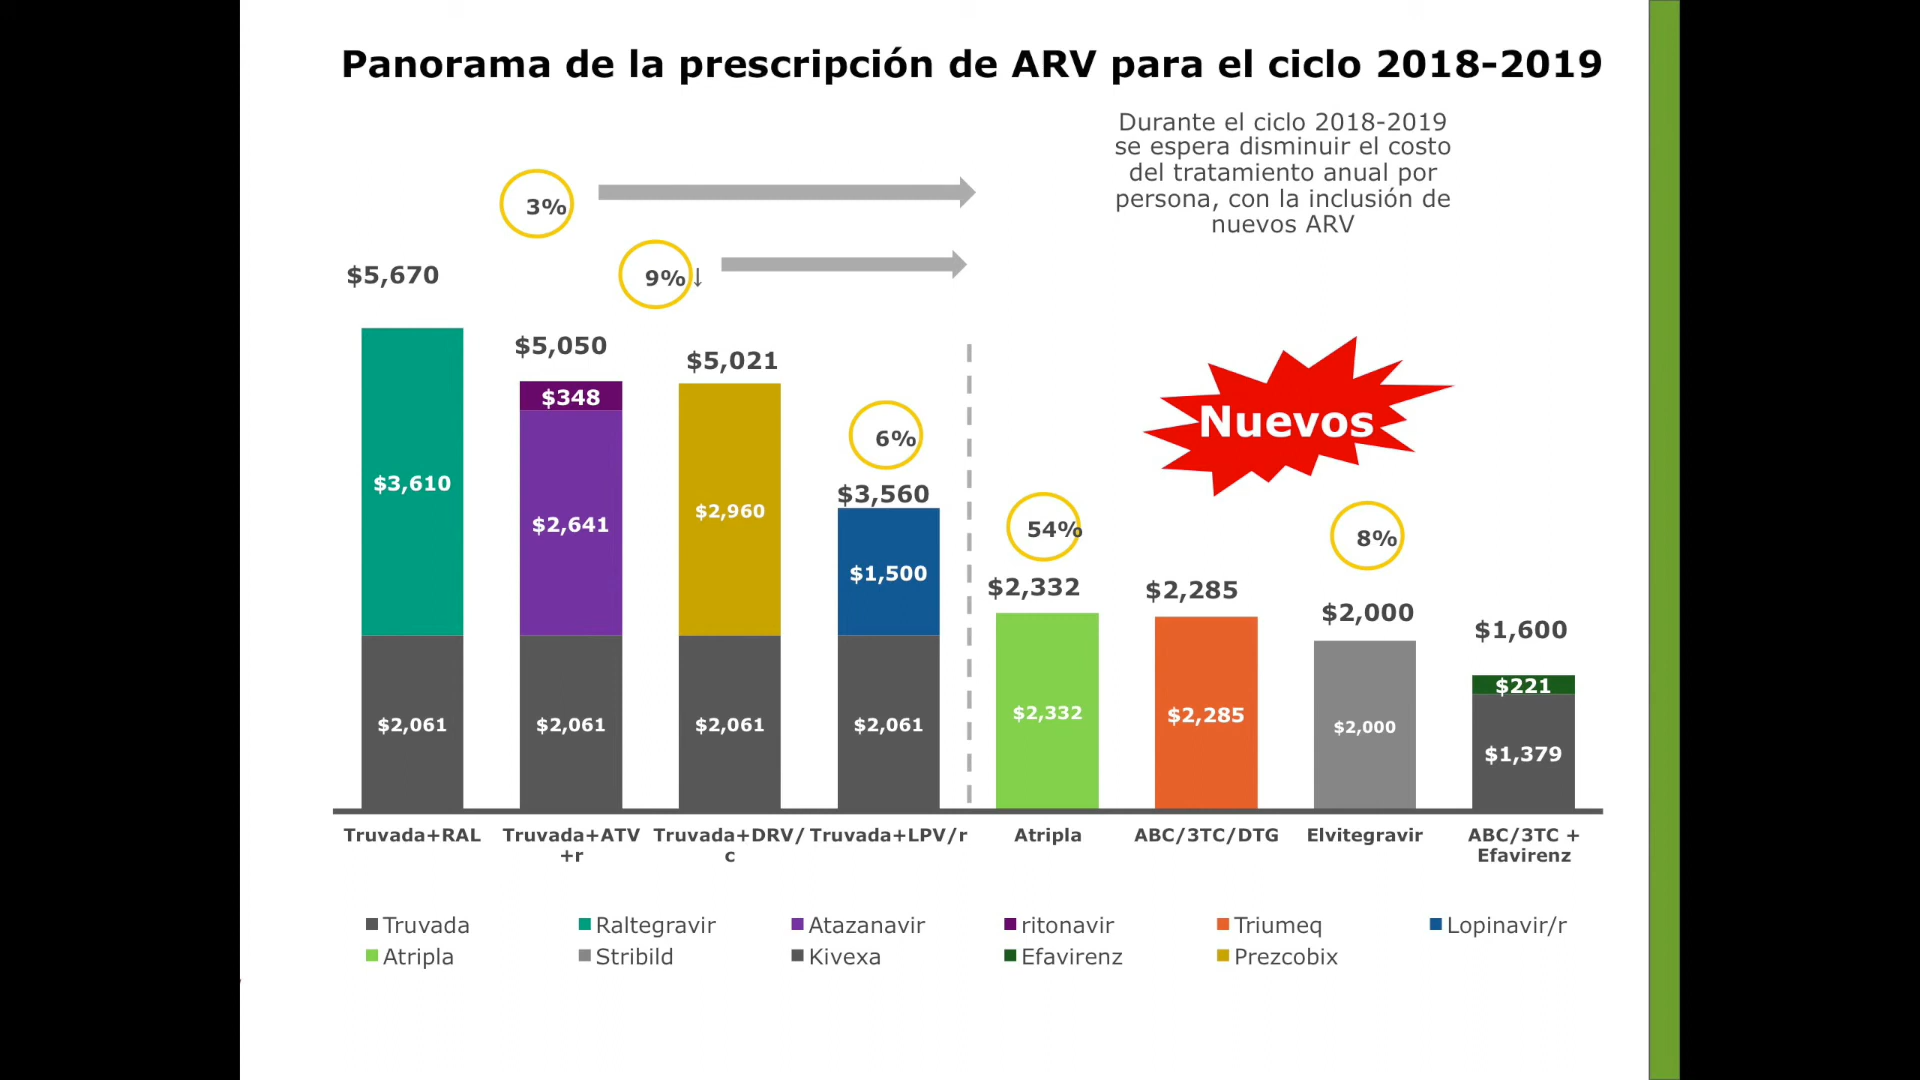 Panorama de la prescripción de ARV para el ciclo 2018-2019
Durante el ciclo 2018-2019
se espera disminuir el costo
del tratamiento anual por
persona, con la inclusión de
nuevos ARV
3%
9%↓
$5,670
$5,050
$5,021
6%
$3,560
Nuevos
54%
8%
$2,332
$2,285
$2,000
$1,600
$348
$3,610
$2,641
$2,960
$1,500
$221
$2,061
$2,061
$2,061
$2,061
$2,332
$2,285
$2,000
$1,379
Truvada+RAL
Truvada+ATV
+r
Truvada+DRV/
c
Truvada+LPV/r
Atripla
ABC/3TC/DTG
Elvitegravir
ABC/3TC +
Efavirenz
Truvada
Raltegravir
Atazanavir
ritonavir
Triumeq
Lopinavir/r
Atripla
Stribild
Kivexa
Efavirenz
Prezcobix